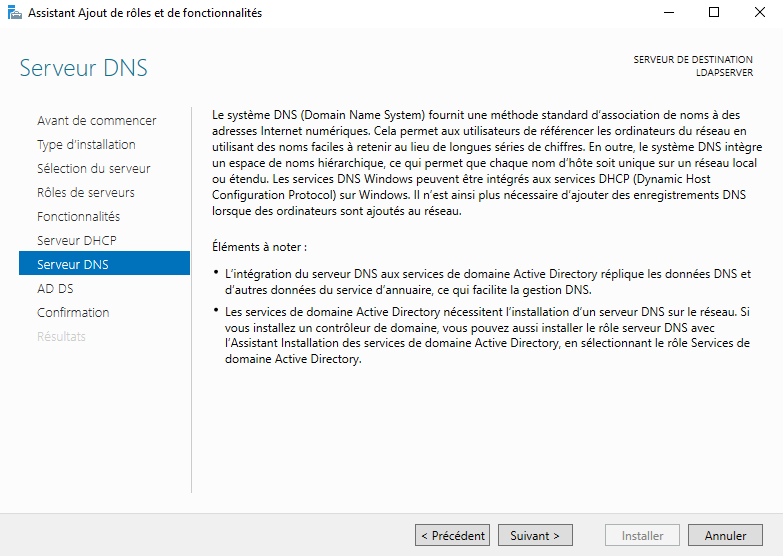 Assistant Ajout de rôles et de fonctionnalités
Serveur DNS
SERVEUR DE DESTINATION
LDAPSERVER
Avant de commencer
Type d'installation
Sélection du serveur
Rôles de serveurs
Fonctionnalités
Serveur DHCP
Serveur DNS
AD DS
Confirmation
Résultats
Le système DNS (Domain Name System) fournit une méthode standard d'association de noms à des
adresses Internet numériques. Cela permet aux utilisateurs de référencer les ordinateurs du réseau en
utilisant des noms faciles à retenir au lieu de longues séries de chiffres. En outre, le système DNS intègre
un espace de noms hiérarchique, ce qui permet que chaque nom d'hôte soit unique sur un réseau local
ou étendu. Les services DNS Windows peuvent être intégrés aux services DHCP (Dynamic Host
Configuration Protocol) sur Windows. Il n'est ainsi plus nécessaire d'ajouter des enregistrements DNS
lorsque des ordinateurs sont ajoutés au réseau.
Éléments à noter :
• L'intégration du serveur DNS aux services de domaine Active Directory réplique les données DNS et
d'autres données du service d'annuaire, ce qui facilite la gestion DNS.
• Les services de domaine Active Directory nécessitent l'installation d'un serveur DNS sur le réseau. Si
vous installez un contrôleur de domaine, vous pouvez aussi installer le rôle serveur DNS avec
l'Assistant Installation des services de domaine Active Directory, en sélectionnant le rôle Services de
domaine Active Directory.
< Précédent
Suivant >
Installer
Annuler